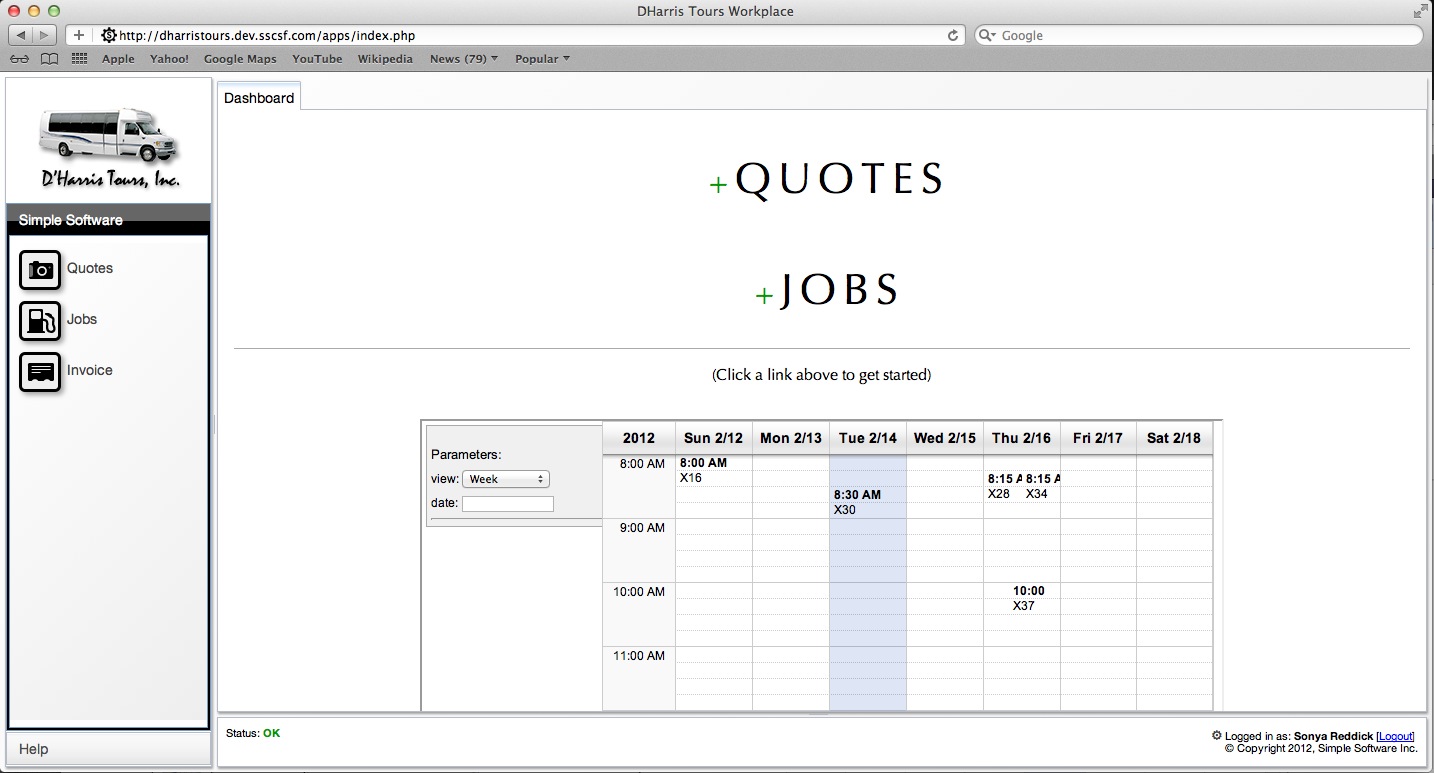 DHarris Tours Workplace
http://dharristours.dev.sscsf.com/apps/index.php
Google
Apple Yahoo! Google Maps YouTube Wikipedia News (79) Popular
D'Harris Tours, Inc.
Simple Software
Quotes
Jobs
Invoice
Help
Dashboard
+QUOTES
+JOBS
(Click a link above to get started)
Parameters:
view: Week
date:
2012 Sun 2/12 Mon 2/13 Tue 2/14 Wed 2/15 Thu 2/16 Fri 2/17 Sat 2/18
8:00 AM 8:00 AM
X16
8:15 A 8:15 A
X28 X34
8:30 AM
X30
9:00 AM
10:00 AM 10:00
X37
11:00 AM
Status: OK
Logged in as: Sonya Reddick [Logout]
© Copyright 2012, Simple Software Inc.